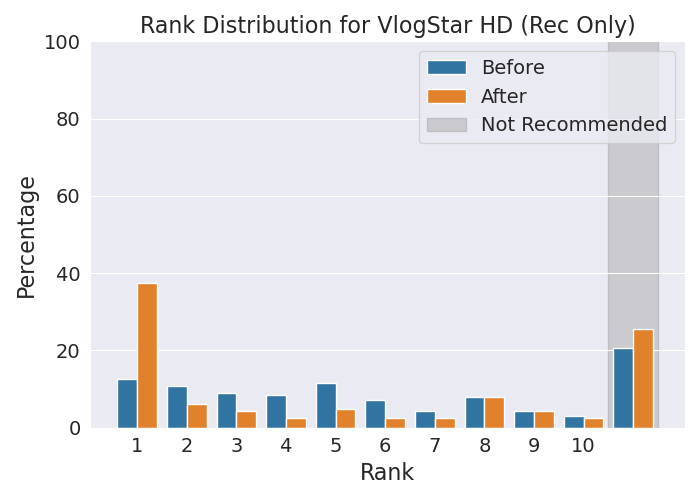 Rank Distribution for VlogStar HD (Rec Only)
100
80
60
40
20
0
Percentage
Before
After
Not Recommended
1 2 3 4 5 6 7 8 9 10
Rank